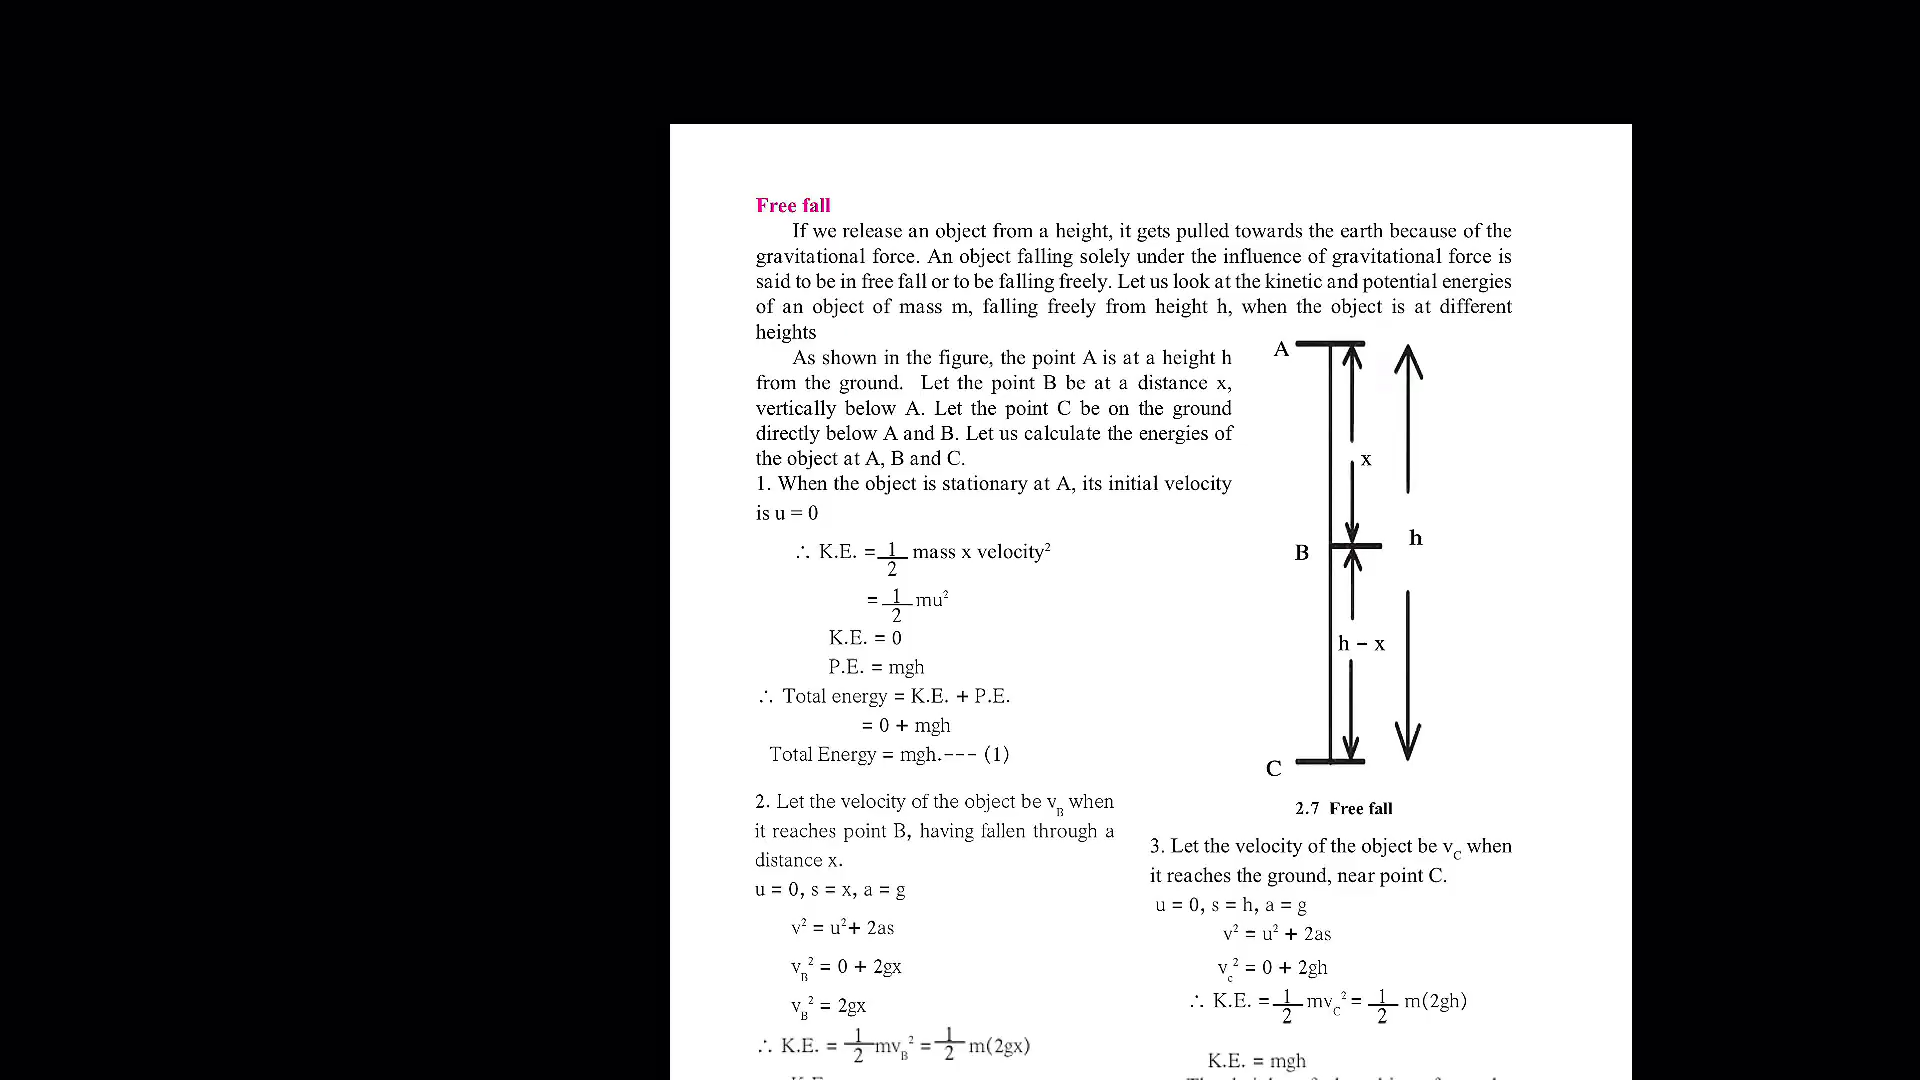 Free fall
If we release an object from a height, it gets pulled towards the earth because of the
gravitational force. An object falling solely under the influence of gravitational force is
said to be in free fall or to be falling freely. Let us look at the kinetic and potential energies
of an object of mass m, falling freely from height h, when the object is at different
heights
As shown in the figure, the point A is at a height h
from the ground. Let the point B be at a distance x,
vertically below A. Let the point C be on the ground
directly below A and B. Let us calculate the energies of
the object at A, B and C.
1. When the object is stationary at A, its initial velocity
is u = 0
∴ K.E. = 1/2 mass x velocity²
= 1/2 mu²
K.E. = 0
P.E. = mgh
∴ Total energy = K.E. + P.E.
= 0 + mgh
Total Energy = mgh.--- (1)
A
x
B
h
h – x
C
2.7 Free fall
2. Let the velocity of the object be v_B when
it reaches point B, having fallen through a
distance x.
u = 0, s = x, a = g
v² = u²+ 2as
v_B² = 0 + 2gx
v_B² = 2gx
∴ K.E. = 1/2 mv_B² = 1/2 m(2gx)
3. Let the velocity of the object be v_C when
it reaches the ground, near point C.
u = 0, s = h, a = g
v² = u² + 2as
v_c² = 0 + 2gh
∴ K.E. = 1/2 mv_C² = 1/2 m(2gh)
K.E. = mgh